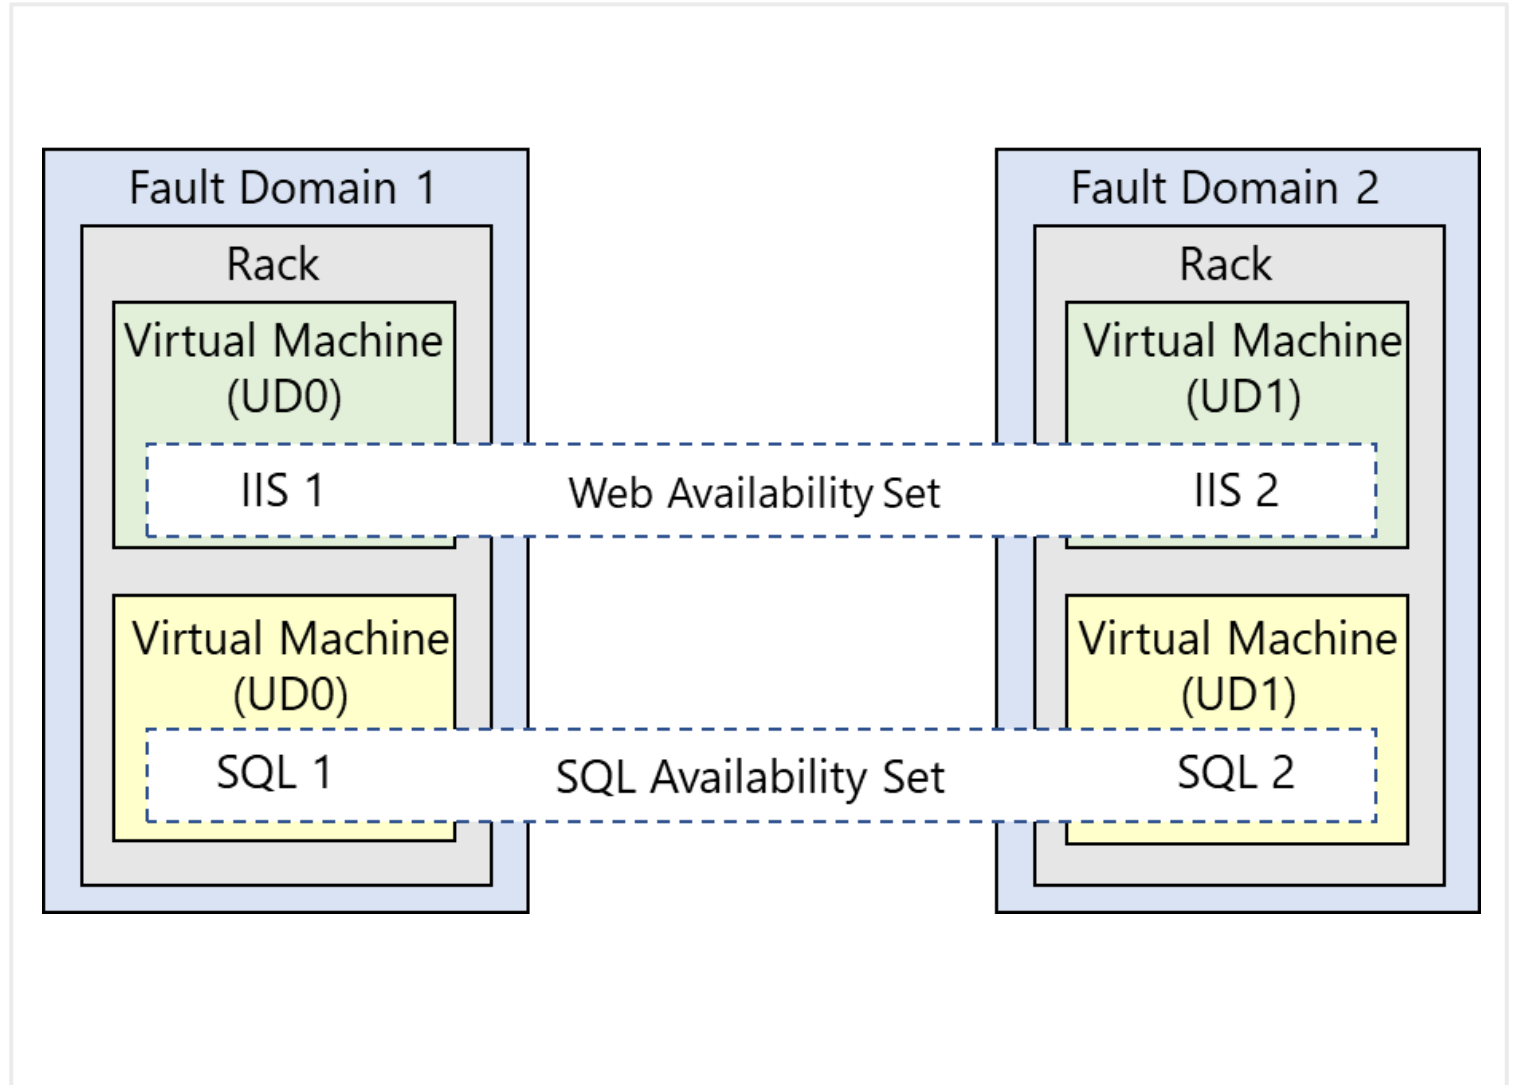 Fault Domain 1
Rack
Virtual Machine
(UD0)
IIS 1
Virtual Machine
(UD0)
SQL 1
Web Availability Set
SQL Availability Set
Fault Domain 2
Rack
Virtual Machine
(UD1)
IIS 2
Virtual Machine
(UD1)
SQL 2